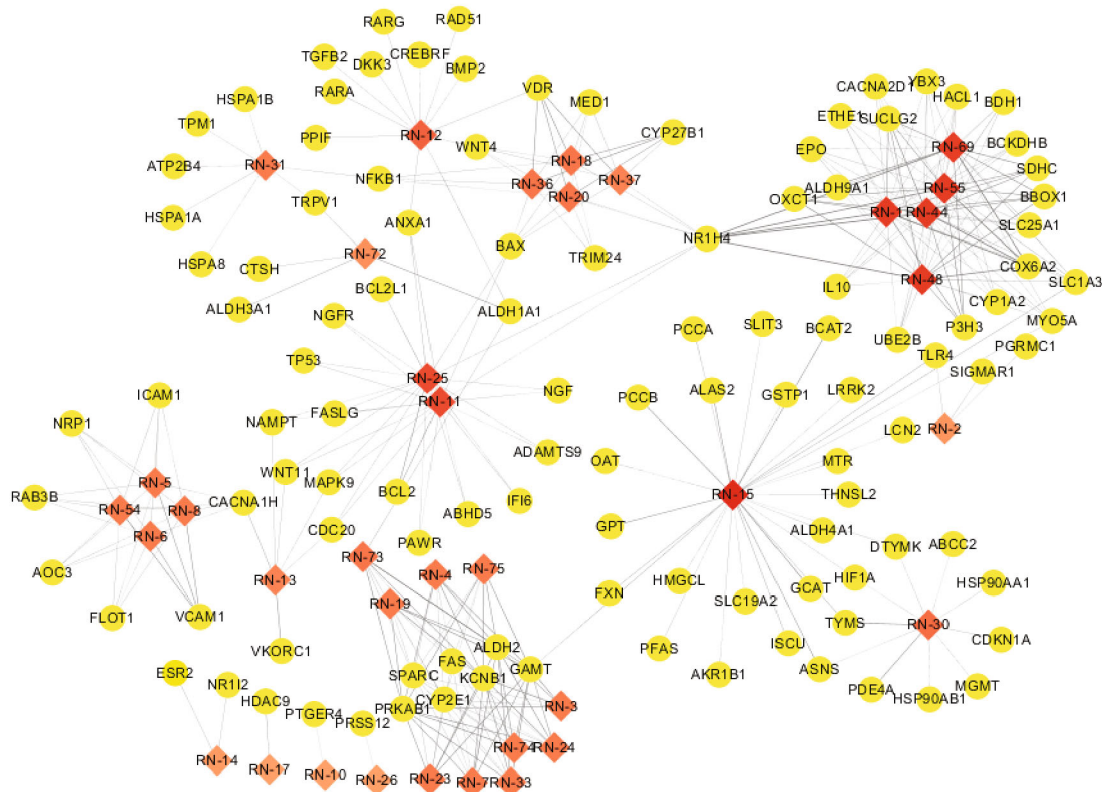 RARG
RAD51
TGFB2
DKK3
CREBRF
BMP2
RARA
VDR
MED1
HSPA1B
TPM1
PPIF
RN-12
WNT4
CYP27B1
ATP2B4
RN-31
NFKB1
RN-18
RN-36
RN-37
RN-20
HSPA1A
TRPV1
ANXA1
BAX
TRIM24
NR1H4
HSPA8
CTSH
RN-72
ALDH3A1
BCL2L1
ALDH1A1
CACNA2D1
YBX3
HACL1
BDH1
ETHE1
SUCLG2
EPO
RN-69
BCKDHB
SDHC
ALDH9A1
RN-55
OXCT1
BBOX1
RN-1
RN-44
SLC25A1
COX6A2
RN-48
SLC1A3
IL10
CYP1A2
MYO5A
UBE2B
P3H3
PGRMC1
TLR4
SIGMAR1
NGFR
TP53
RN-25
NGF
RN-11
NAMPT
FASLG
WNT11
MAPK9
BCL2
ADAMTS9
IFI6
ABHD5
CDC20
PAWR
ICAM1
NRP1
RAB3B
RN-5
RN-54
RN-8
CACNA1H
RN-6
AOC3
FLOT1
VCAM1
RN-13
VKORC1
PCCA
SLIT3
BCAT2
PCCB
ALAS2
GSTP1
LRRK2
LCN2
RN-2
OAT
MTR
RN-15
THNSL2
GPT
ALDH4A1
DTYMK
ABCC2
FXN
HMGCL
SLC19A2
GCAT
HIF1A
HSP90AA1
TYMS
RN-30
CDKN1A
PFAS
AKR1B1
ISCU
ASNS
PDE4A
HSP90AB1
MGMT
RN-73
RN-4
RN-75
RN-19
ALDH2
SPARC
FAS
KCNB1
GAMT
PRKAB1
CYP2E1
RN-3
RN-74
RN-24
RN-23
RN-7
RN-33
ESR2
NR1I2
HDAC9
PTGER4
PRSS12
RN-14
RN-17
RN-10
RN-26